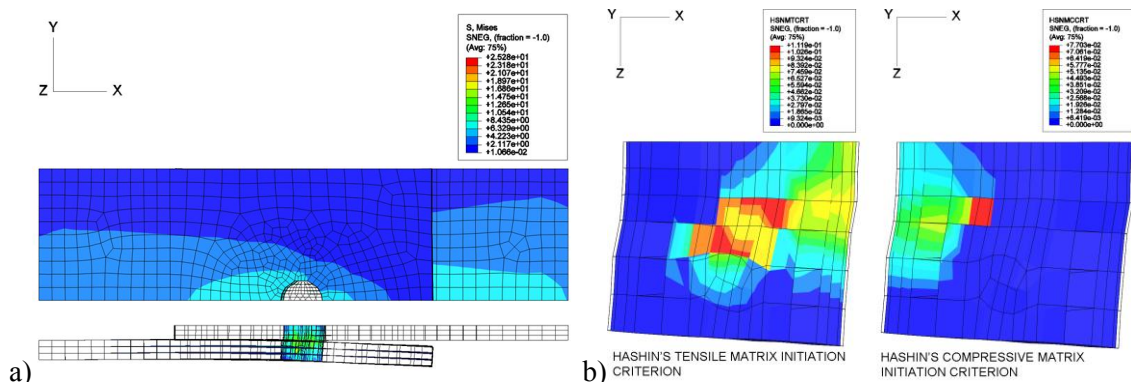 Y
Z X
S, Mises
SNEG, (fraction = -1.0)
(Avg: 75%)
+2.528e+01
+2.318e+01
+2.107e+01
+1.897e+01
+1.686e+01
+1.475e+01
+1.265e+01
+1.054e+01
+8.435e+00
+6.329e+00
+4.223e+00
+2.117e+00
+1.066e-02
a)
Y X
Z
HSNMTCRT
SNEG, (fraction = -1.0)
(Avg: 75%)
+1.119e-01
+1.026e-01
+9.324e-02
+8.392e-02
+7.459e-02
+6.527e-02
+5.594e-02
+4.662e-02
+3.730e-02
+2.797e-02
+1.865e-02
+9.324e-03
+0.000e+00
b)
HASHIN'S TENSILE MATRIX INITIATION
CRITERION
Y X
Z
HSNMCCRT
SNEG, (fraction = -1.0)
(Avg: 75%)
+7.703e-02
+7.061e-02
+6.419e-02
+5.777e-02
+5.135e-02
+4.493e-02
+3.851e-02
+3.209e-02
+2.568e-02
+1.926e-02
+1.284e-02
+6.419e-03
+0.000e+00
HASHIN'S COMPRESSIVE MATRIX
INITIATION CRITERION